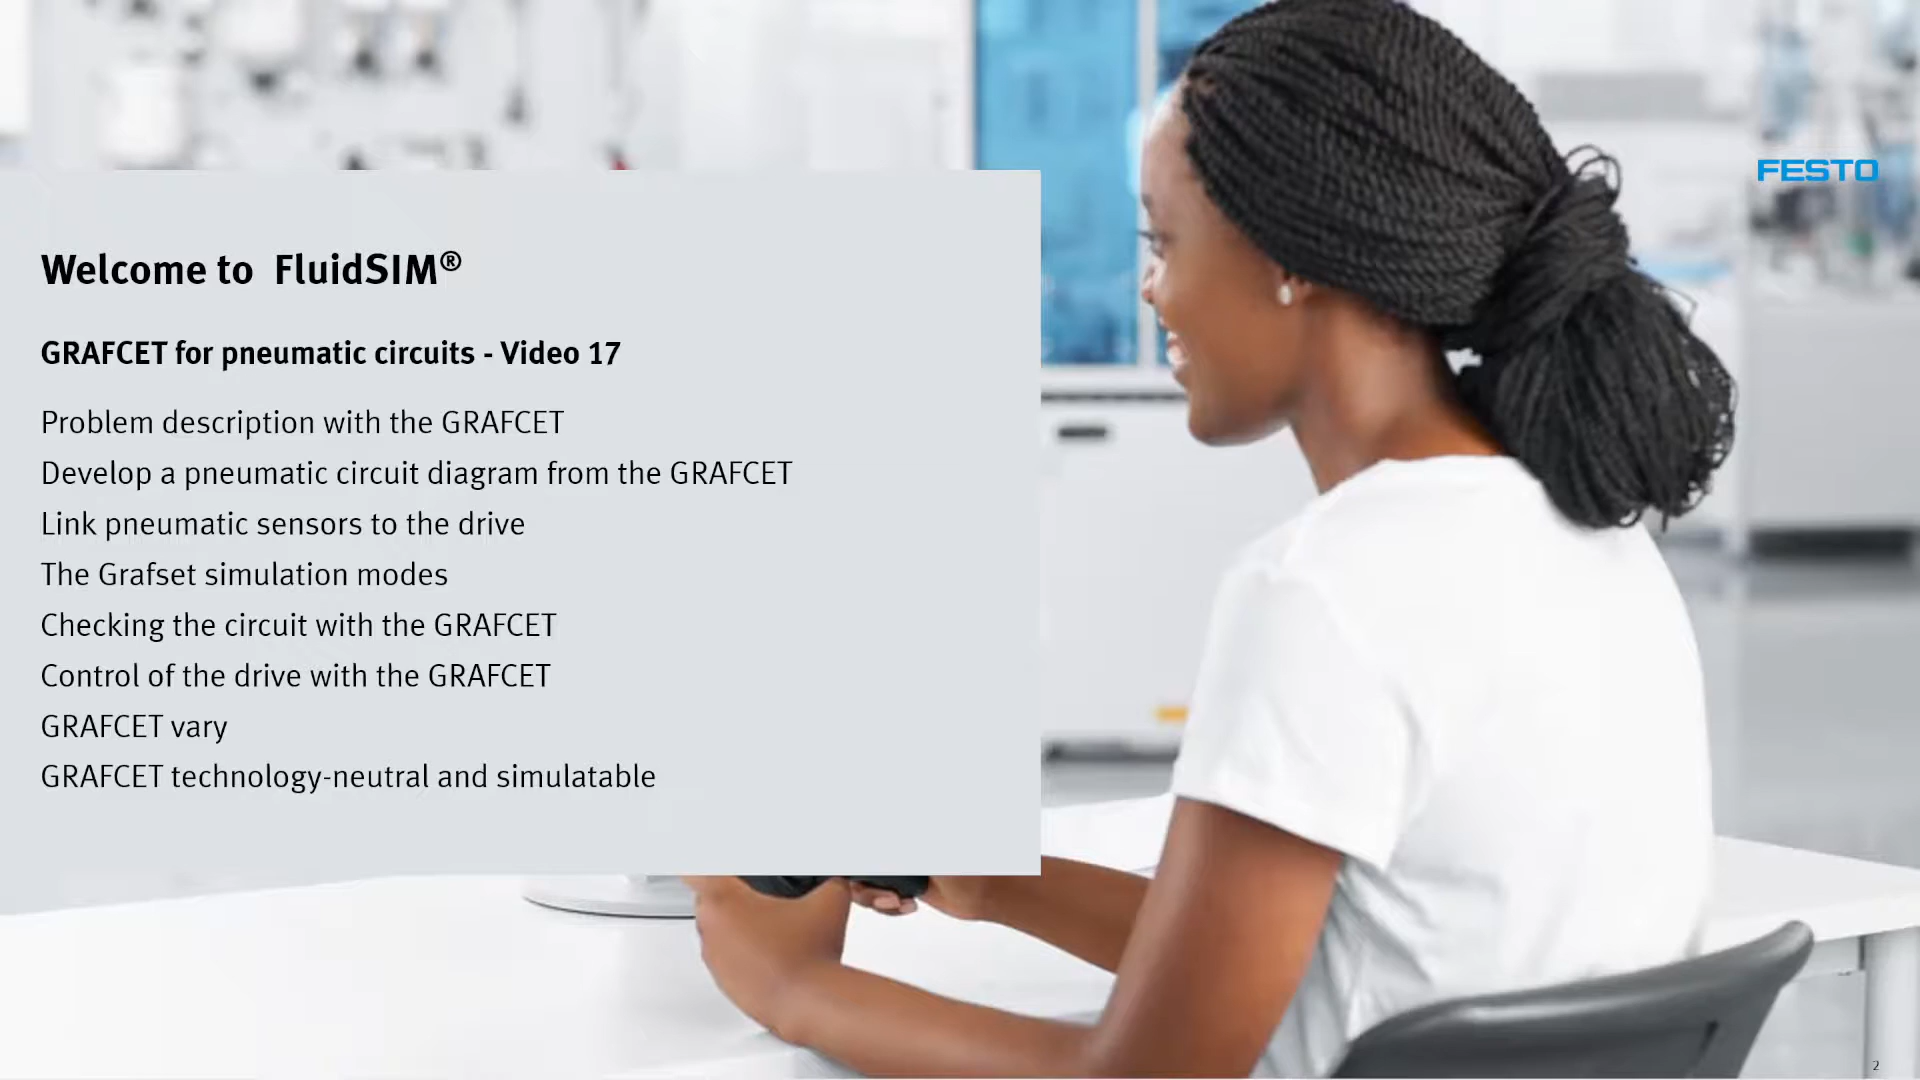 FESTO
Welcome to FluidSIM®
GRAFCET for pneumatic circuits - Video 17
Problem description with the GRAFCET
Develop a pneumatic circuit diagram from the GRAFCET
Link pneumatic sensors to the drive
The Grafset simulation modes
Checking the circuit with the GRAFCET
Control of the drive with the GRAFCET
GRAFCET vary
GRAFCET technology-neutral and simulatable
2